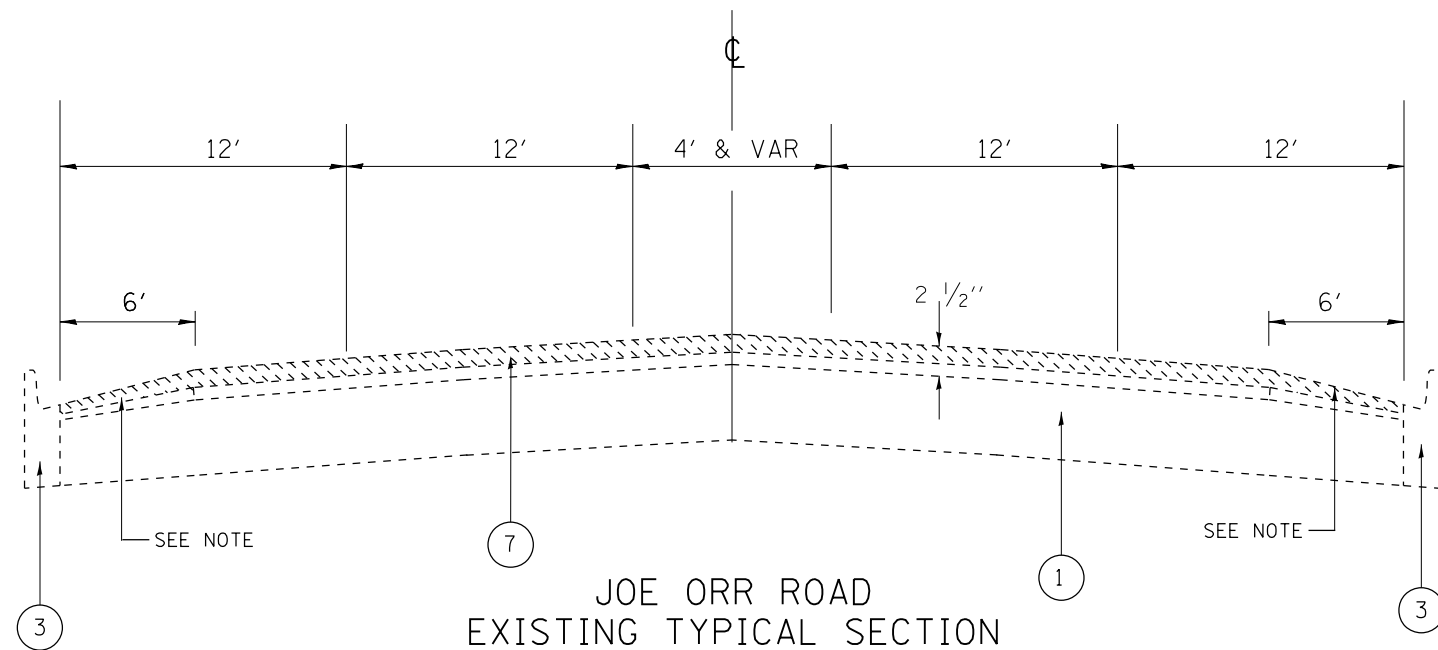 ℄
12' 12' 4' & VAR 12' 12'
6' 2 1/2'' 6'
SEE NOTE SEE NOTE
7
1
3 3
JOE ORR ROAD
EXISTING TYPICAL SECTION